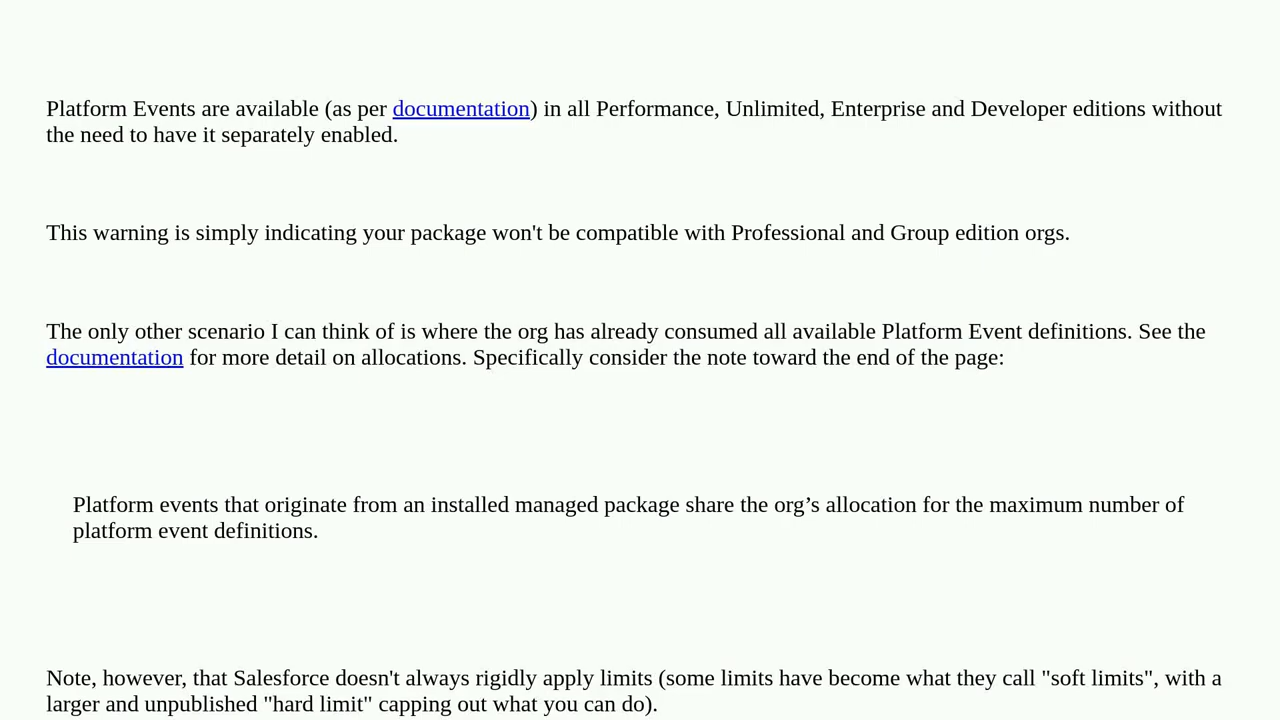 Platform Events are available (as per documentation) in all Performance, Unlimited, Enterprise and Developer editions without
the need to have it separately enabled.
This warning is simply indicating your package won't be compatible with Professional and Group edition orgs.
The only other scenario I can think of is where the org has already consumed all available Platform Event definitions. See the
documentation for more detail on allocations. Specifically consider the note toward the end of the page:
Platform events that originate from an installed managed package share the org’s allocation for the maximum number of
platform event definitions.
Note, however, that Salesforce doesn't always rigidly apply limits (some limits have become what they call "soft limits", with a
larger and unpublished "hard limit" capping out what you can do).